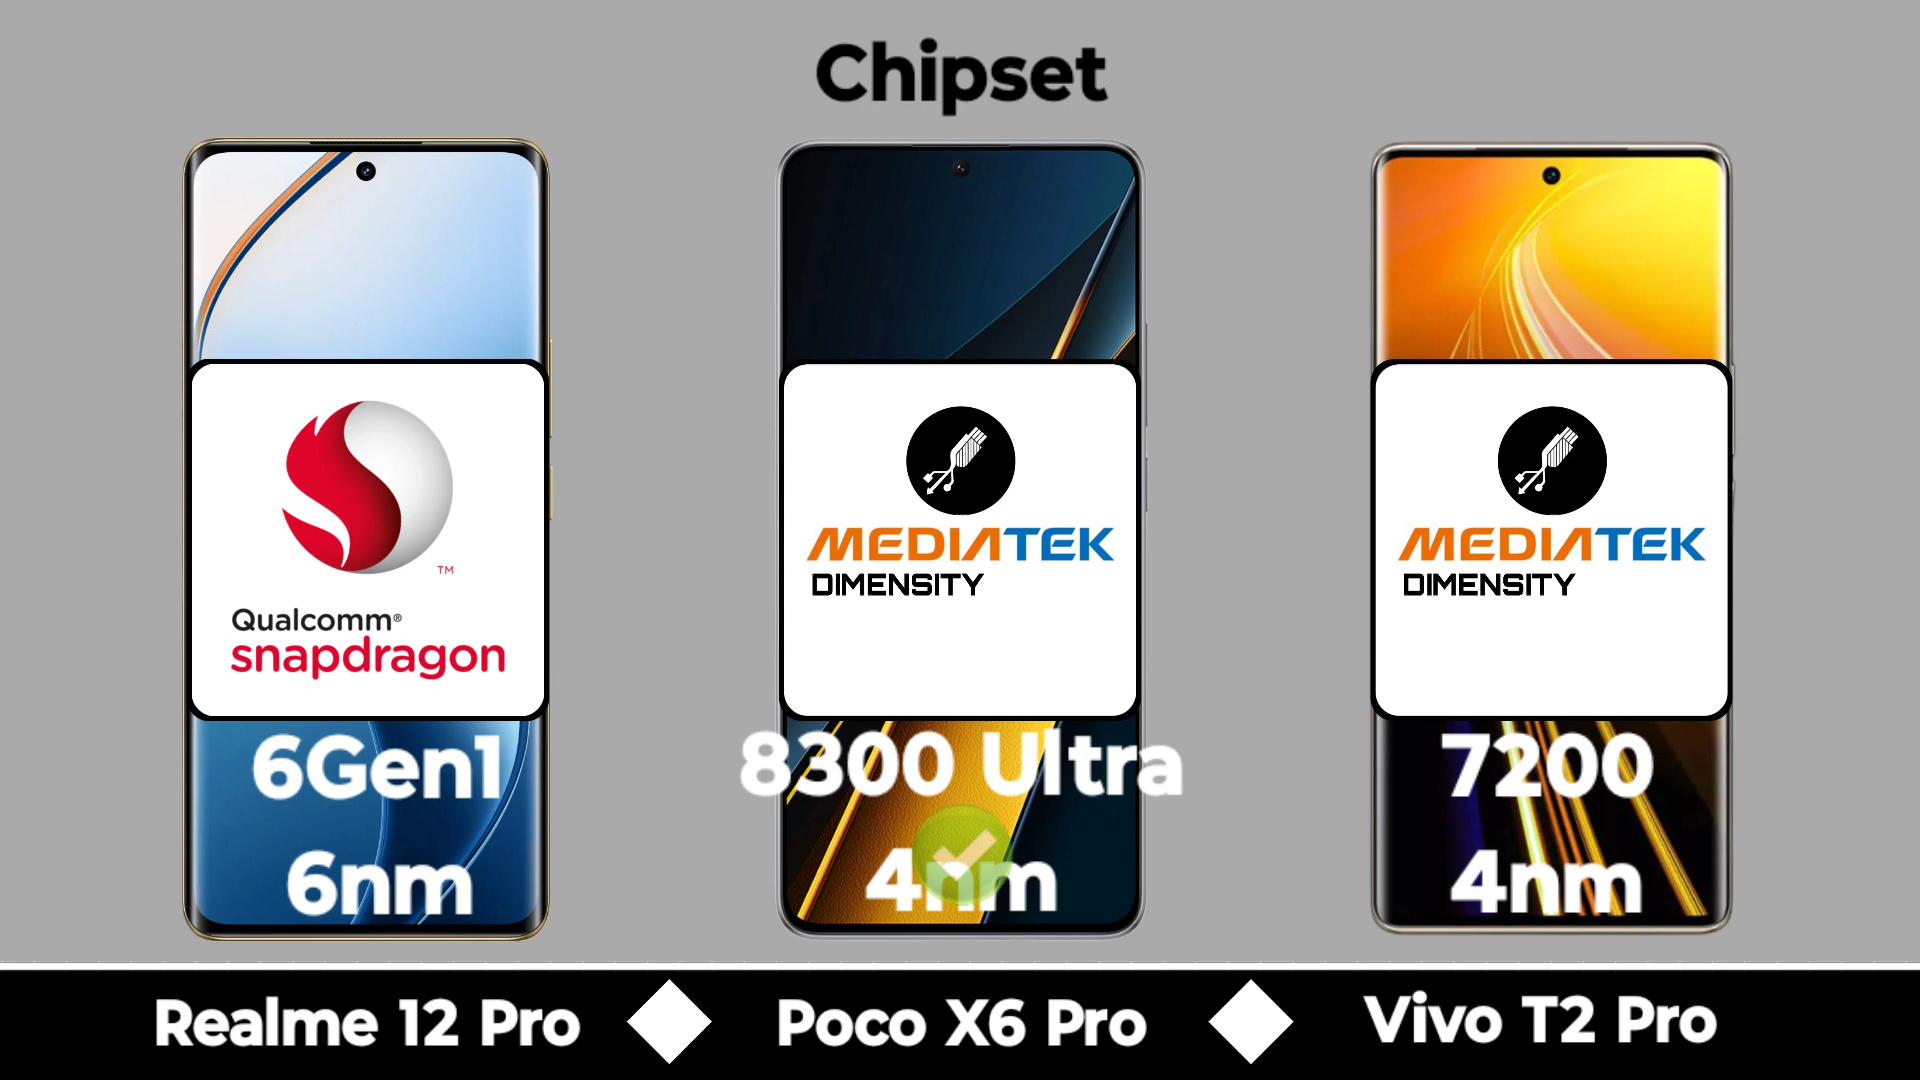 Chipset
TM
Qualcomm®
snapdragon
6Gen1
6nm
MEDIATEK
DIMENSITY
8300 Ultra
4nm
MEDIATEK
DIMENSITY
7200
4nm
Realme 12 Pro
Poco X6 Pro
Vivo T2 Pro